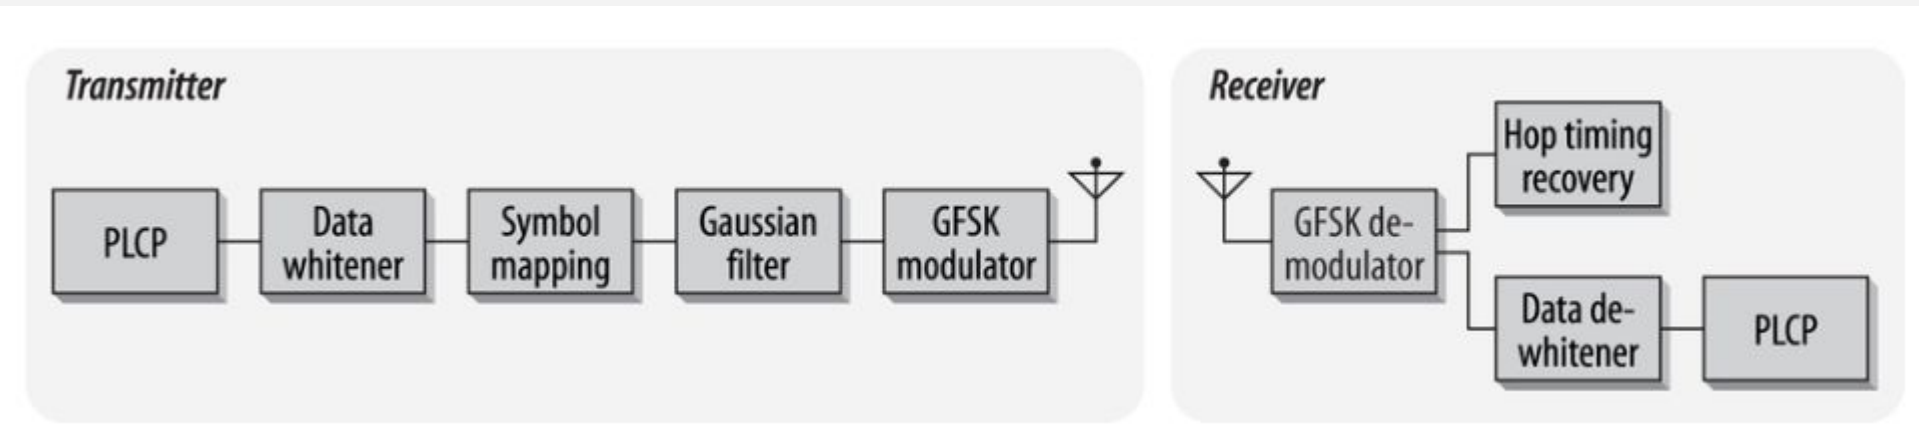 Transmitter
PLCP
Data
whitener
Symbol
mapping
Gaussian
filter
GFSK
modulator
Receiver
GFSK de-
modulator
Hop timing
recovery
Data de-
whitener
PLCP